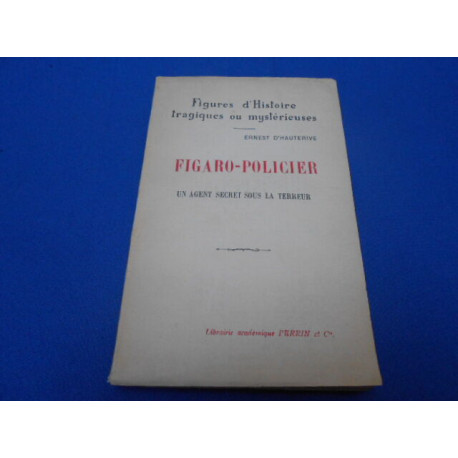 Figures d'Histoire
tragiques ou mystérieuses
ERNEST D'HAUTERIVE
FIGARO-POLICIER
UN AGENT SECRET SOUS LA TERREUR
Librairie académique PERRIN et Cie.